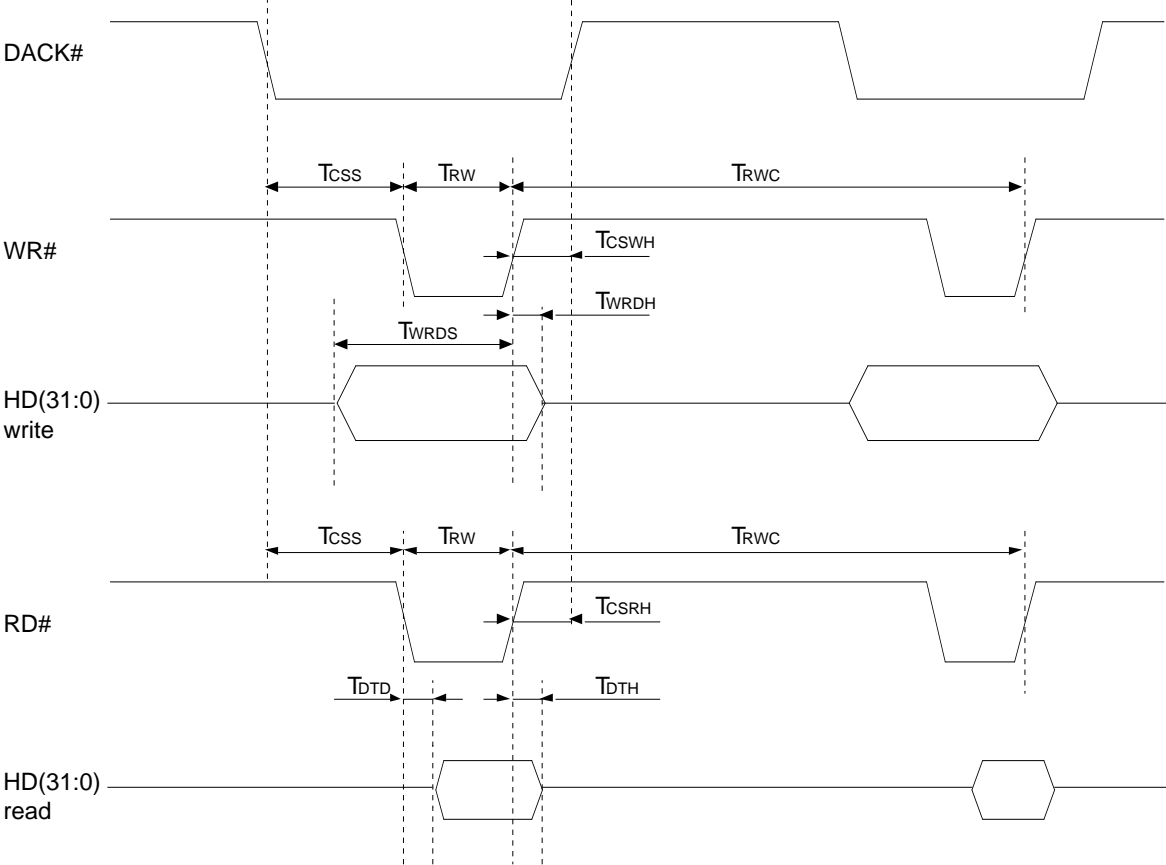 DACK#
TCSS TRW TRWC
WR#
TCSWH
TWRDH
TWRDS
HD(31:0)
write
TCSS TRW TRWC
RD#
TCSRH
TDTD TDTH
HD(31:0)
read